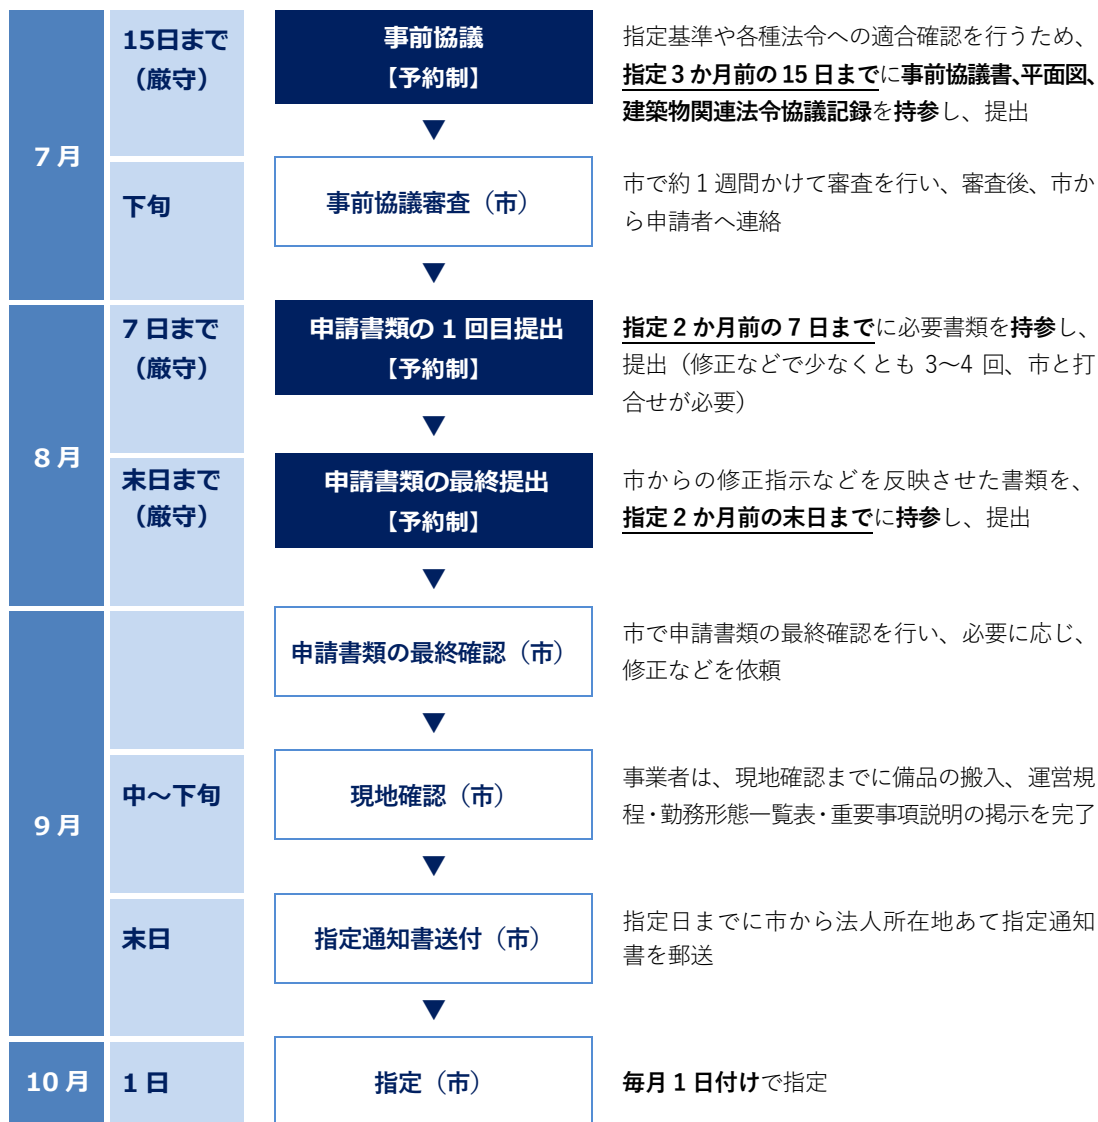 7月
15日まで
（厳守）
事前協議
【予約制】
指定基準や各種法令への適合確認を行うため、
指定3か月前の15日までに事前協議書、平面図、
建築物関連法令協議記録を持参し、提出
▼
下旬
事前協議審査（市）
市で約1週間かけて審査を行い、審査後、市か
ら申請者へ連絡
▼
8月
7日まで
（厳守）
申請書類の1回目提出
【予約制】
指定2か月前の7日までに必要書類を持参し、
提出（修正などで少なくとも 3～4 回、市と打
合せが必要）
▼
末日まで
（厳守）
申請書類の最終提出
【予約制】
市からの修正指示などを反映させた書類を、
指定2か月前の末日までに持参し、提出
▼
9月
申請書類の最終確認（市）
市で申請書類の最終確認を行い、必要に応じ、
修正などを依頼
▼
中～下旬
現地確認（市）
事業者は、現地確認までに備品の搬入、運営規
程・勤務形態一覧表・重要事項説明の掲示を完了
▼
末日
指定通知書送付（市）
指定日までに市から法人所在地あて指定通知
書を郵送
▼
10月
1日
指定（市）
毎月1日付けで指定